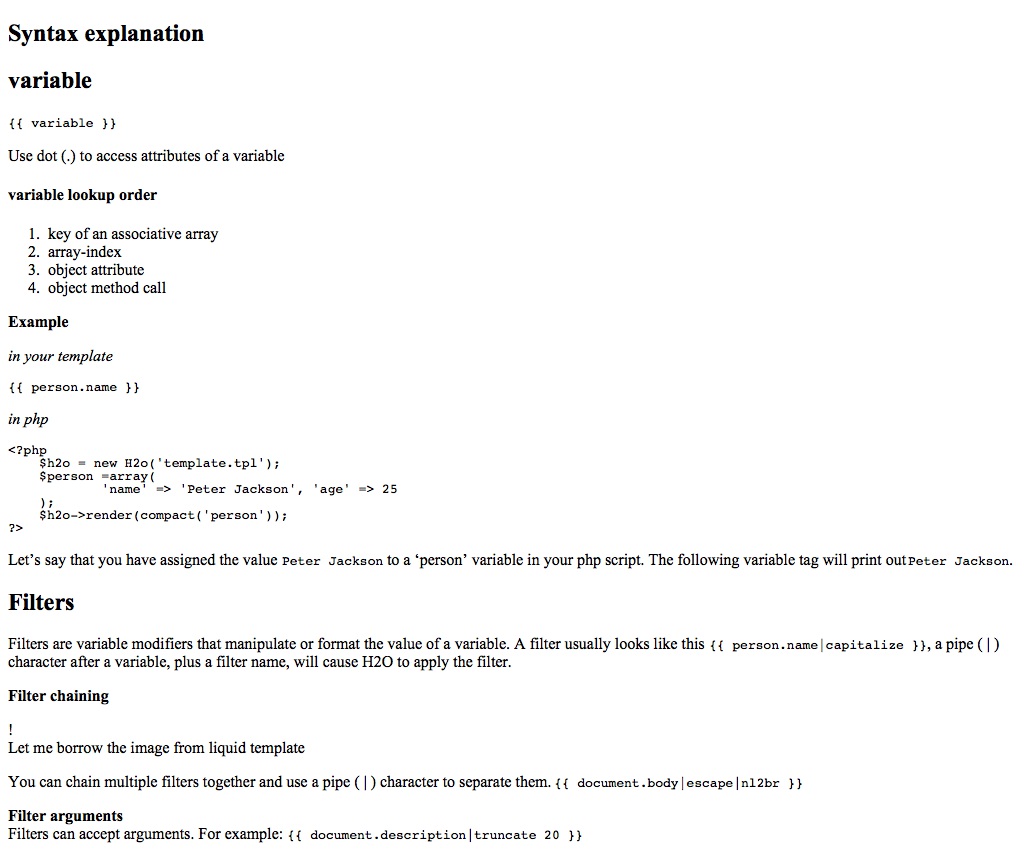 Syntax explanation
variable
{{ variable }}
Use dot (.) to access attributes of a variable
variable lookup order
1. key of an associative array
2. array-index
3. object attribute
4. object method call
Example
in your template
{{ person.name }}
in php
<?php
    $h2o = new H2o('template.tpl');
    $person =array(
            'name' => 'Peter Jackson', 'age' => 25
    );
    $h2o->render(compact('person'));
?>
Let’s say that you have assigned the value Peter Jackson to a ‘person’ variable in your php script. The following variable tag will print out Peter Jackson.
Filters
Filters are variable modifiers that manipulate or format the value of a variable. A filter usually looks like this {{ person.name|capitalize }}, a pipe (|)
character after a variable, plus a filter name, will cause H2O to apply the filter.
Filter chaining
!
Let me borrow the image from liquid template
You can chain multiple filters together and use a pipe (|) character to separate them. {{ document.body|escape|nl2br }}
Filter arguments
Filters can accept arguments. For example: {{ document.description|truncate 20 }}